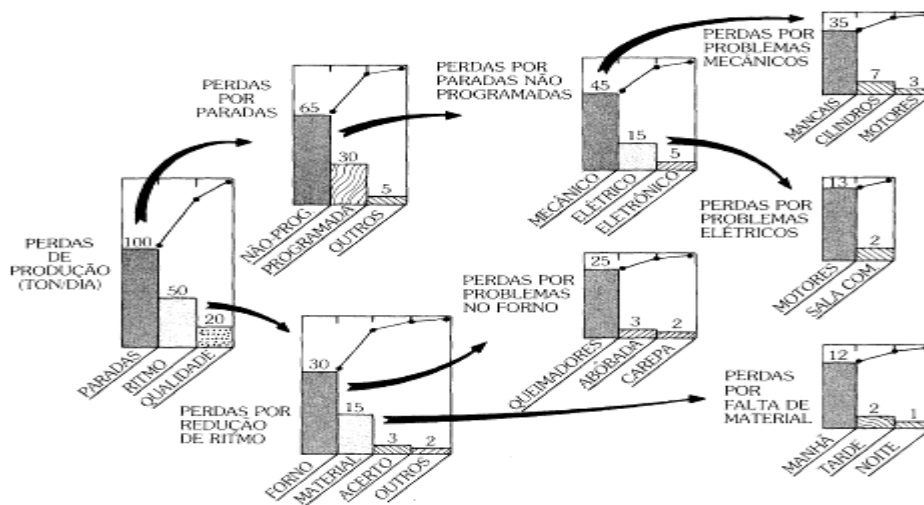 PERDAS
DE
PRODUÇÃO
(TON/DIA)
100
50
20
PARADAS
RITMO
QUALIDADE
PERDAS
POR
PARADAS
65
30
5
NÃO-PROG
PROGRAMADA
OUTROS
PERDAS POR
PARADAS NÃO
PROGRAMADAS
45
15
5
MECÂNICO
ELÉTRICO
ELETRÔNICO
PERDAS POR
PROBLEMAS
MECÂNICOS
35
7
3
MANCAIS
CILINDROS
MOTORES
PERDAS POR
PROBLEMAS
ELÉTRICOS
13
2
MOTORES
SALA COM.
PERDAS POR
REDUÇÃO
DE RITMO
30
15
3
2
FORNO
MATERIAL
ACERTO
OUTROS
PERDAS POR
PROBLEMAS
NO FORNO
25
3
2
QUEIMADORES
ABÓBADA
CAREPA
PERDAS
POR
FALTA DE
MATERIAL
12
2
1
MANHÃ
TARDE
NOITE